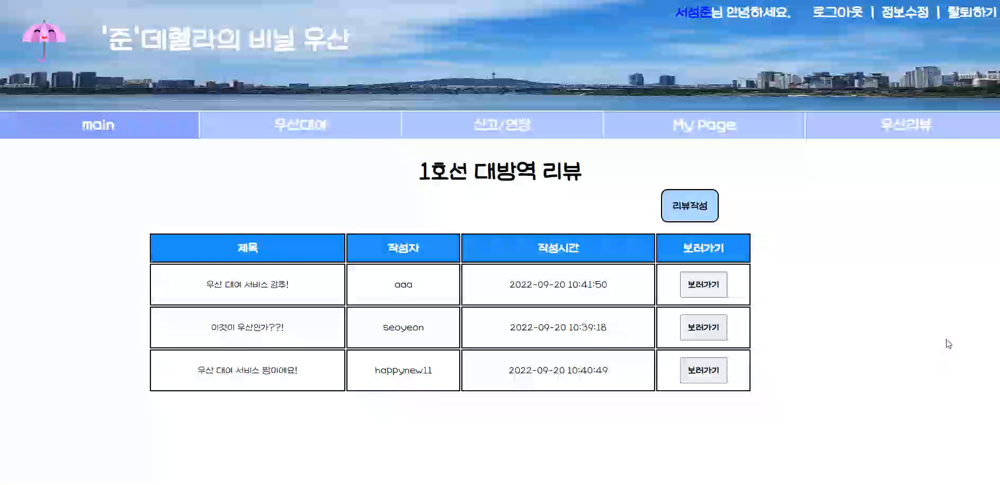 서성준님 안녕하세요. 로그아웃 | 정보수정 | 탈퇴하기
'준'데렐라의 비닐 우산
main 우산대여 신고/연장 My Page 우산리뷰
1호선 대방역 리뷰
리뷰작성
제목 작성자 작성시간 보러가기
우산 대여 서비스 강추! aaa 2022-09-20 10:41:50 보러가기
이것이 우산인가??! seoyeon 2022-09-20 10:39:18 보러가기
우산 대여 서비스 짱이에요! happynew11 2022-09-20 10:40:49 보러가기